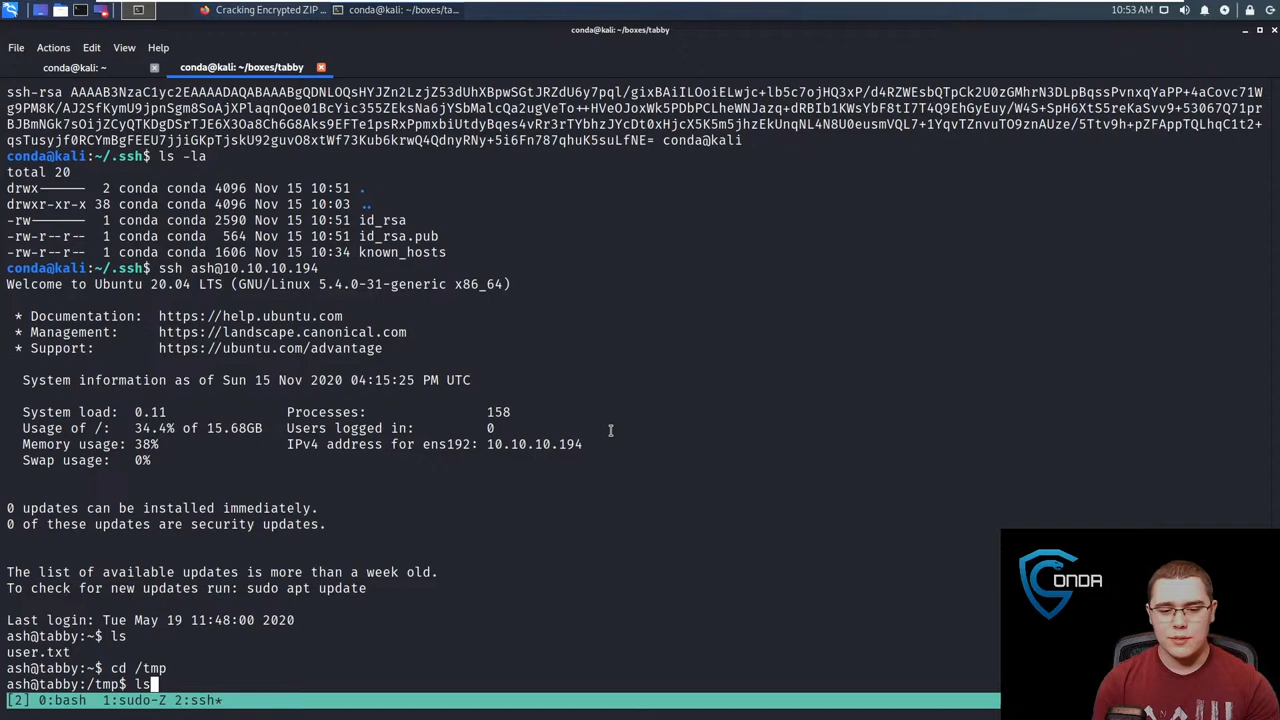 Cracking Encrypted ZIP ...
conda@kali: ~/boxes/ta...
10:53 AM
conda@kali: ~/boxes/tabby
File Actions Edit View Help
conda@kali: ~
conda@kali: ~/boxes/tabby
conda@kali:~/.ssh$ ls -la
total 20
drwx------ 2 conda conda 4096 Nov 15 10:51 .
drwxr-xr-x 38 conda conda 4096 Nov 15 10:03 ..
-rw------- 1 conda conda 2590 Nov 15 10:51 id_rsa
-rw-r--r-- 1 conda conda 564 Nov 15 10:51 id_rsa.pub
-rw-r--r-- 1 conda conda 1606 Nov 15 10:34 known_hosts
conda@kali:~/.ssh$ ssh ash@10.10.10.194
Welcome to Ubuntu 20.04 LTS (GNU/Linux 5.4.0-31-generic x86_64)
* Documentation: https://help.ubuntu.com
* Management: https://landscape.canonical.com
* Support: https://ubuntu.com/advantage
System information as of Sun 15 Nov 2020 04:15:25 PM UTC
System load: 0.11 Processes: 158
Usage of /: 34.4% of 15.68GB Users logged in: 0
Memory usage: 38% IPv4 address for ens192: 10.10.10.194
Swap usage: 0%
0 updates can be installed immediately.
0 of these updates are security updates.
The list of available updates is more than a week old.
To check for new updates run: sudo apt update
Last login: Tue May 19 11:48:00 2020
ash@tabby:~$ ls
user.txt
ash@tabby:~$ cd /tmp
ash@tabby:/tmp$ ls
[2] 0:bash 1:sudo-Z 2:ssh*
CONDA